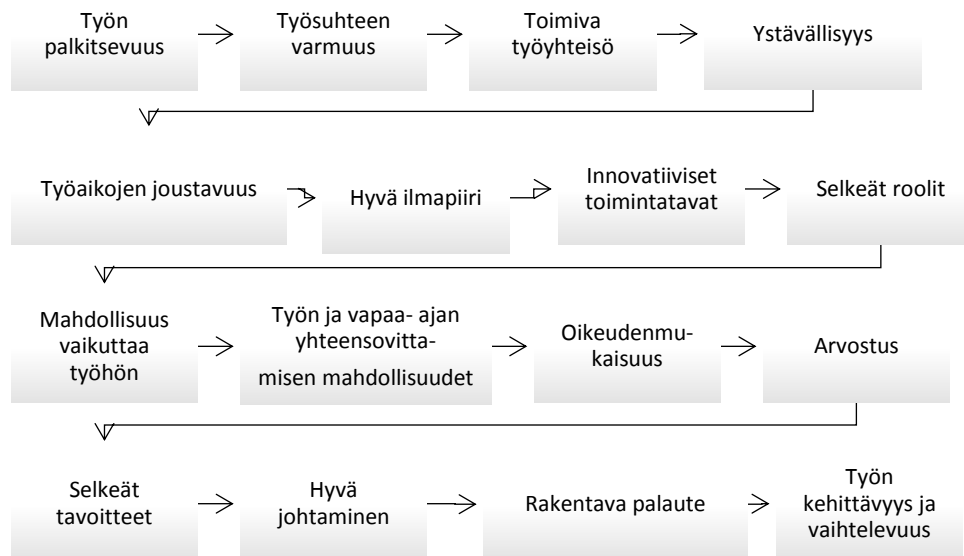 Työn
palkitsevuus
Työsuhteen
varmuus
Toimiva
työyhteisö
Ystävällisyys
Työaikojen joustavuus
Hyvä ilmapiiri
Innovatiiviset
toimintatavat
Selkeät roolit
Mahdollisuus
vaikuttaa
työhön
Työn ja vapaa- ajan
yhteensovitta-
misen mahdollisuudet
Oikeudenmu-
kaisuus
Arvostus
Selkeät
tavoitteet
Hyvä
johtaminen
Rakentava palaute
Työn
kehittävyys ja
vaihtelevuus